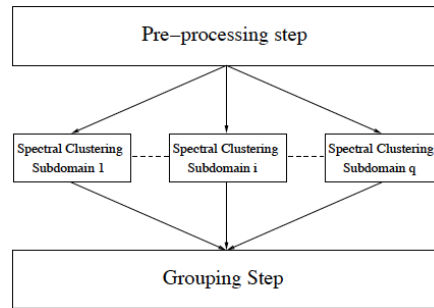 Pre–processing step
Spectral Clustering
Subdomain 1
Spectral Clustering
Subdomain i
Spectral Clustering
Subdomain q
Grouping Step